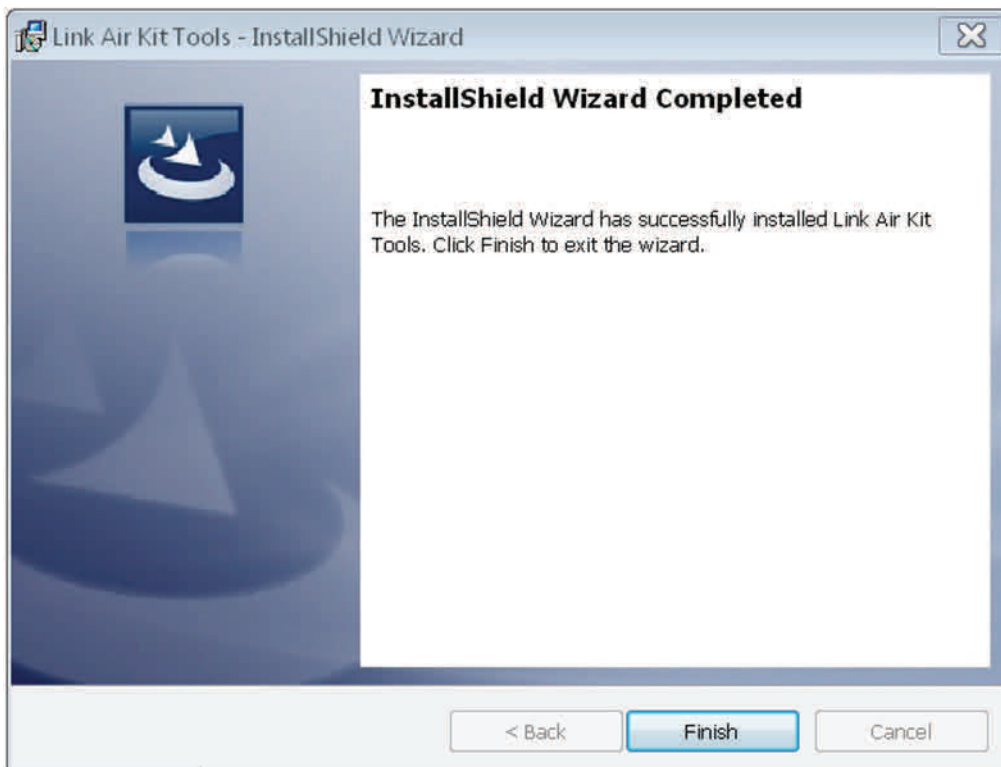 Link Air Kit Tools - InstallShield Wizard
InstallShield Wizard Completed
The InstallShield Wizard has successfully installed Link Air Kit
Tools. Click Finish to exit the wizard.
< Back
Finish
Cancel